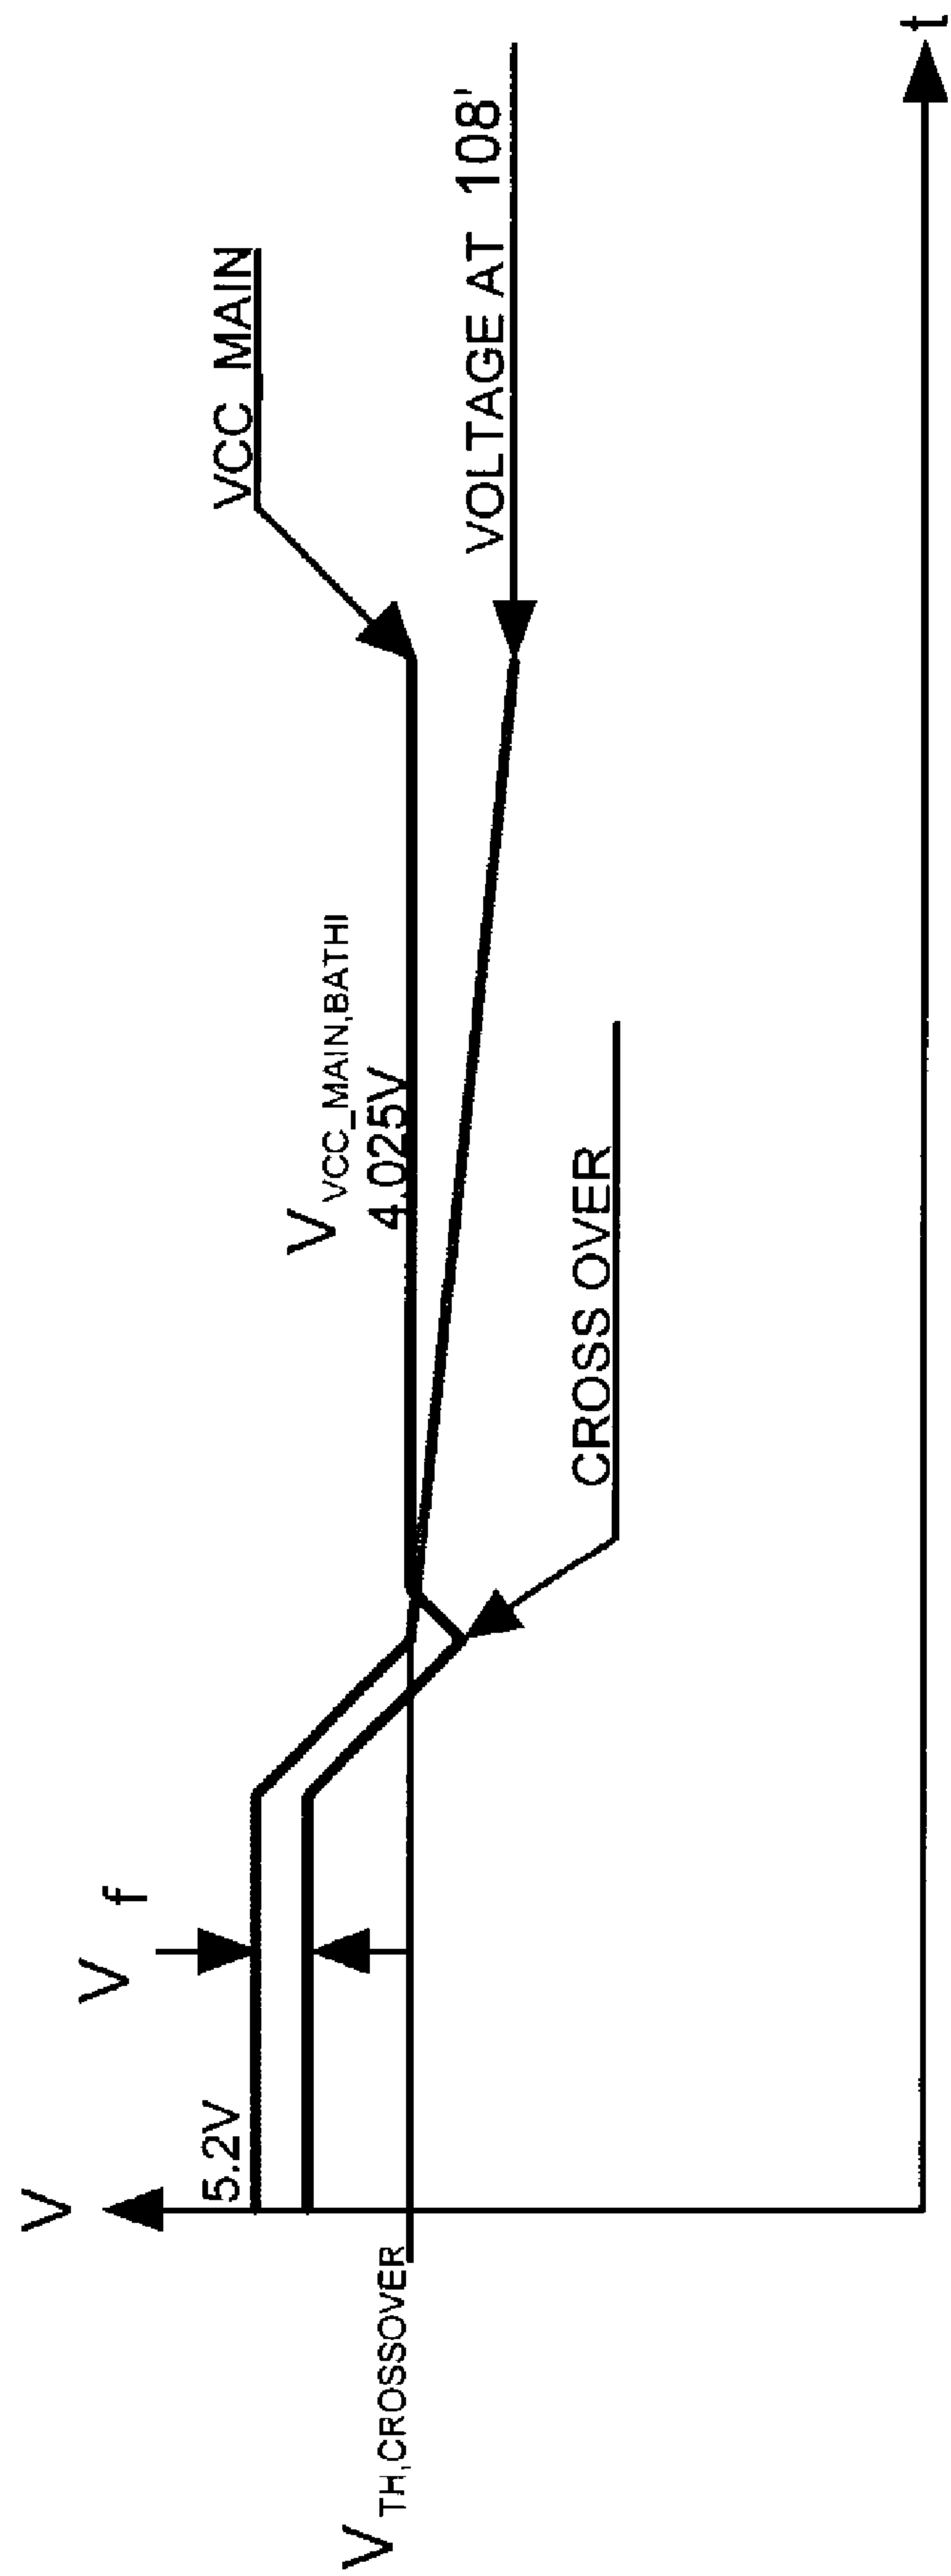 V
5.2V
V f
V TH,CROSSOVER
V VCC_MAIN,BATHI
4.025V
VCC_MAIN
VOLTAGE AT 108'
CROSS OVER
t